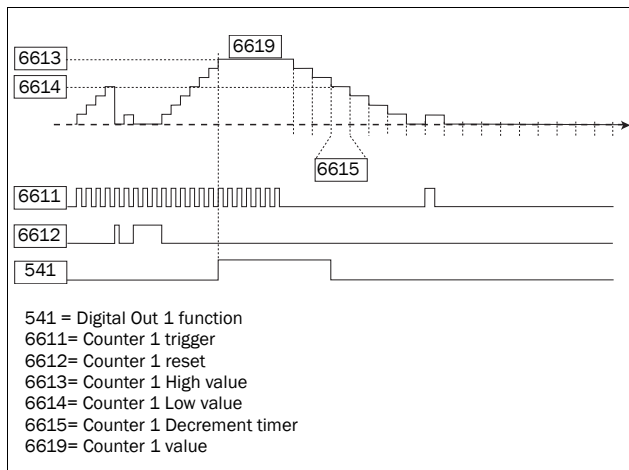 6619
6613
6614
6615
6611
6612
541
541 = Digital Out 1 function
6611= Counter 1 trigger
6612= Counter 1 reset
6613= Counter 1 High value
6614= Counter 1 Low value
6615= Counter 1 Decrement timer
6619= Counter 1 value